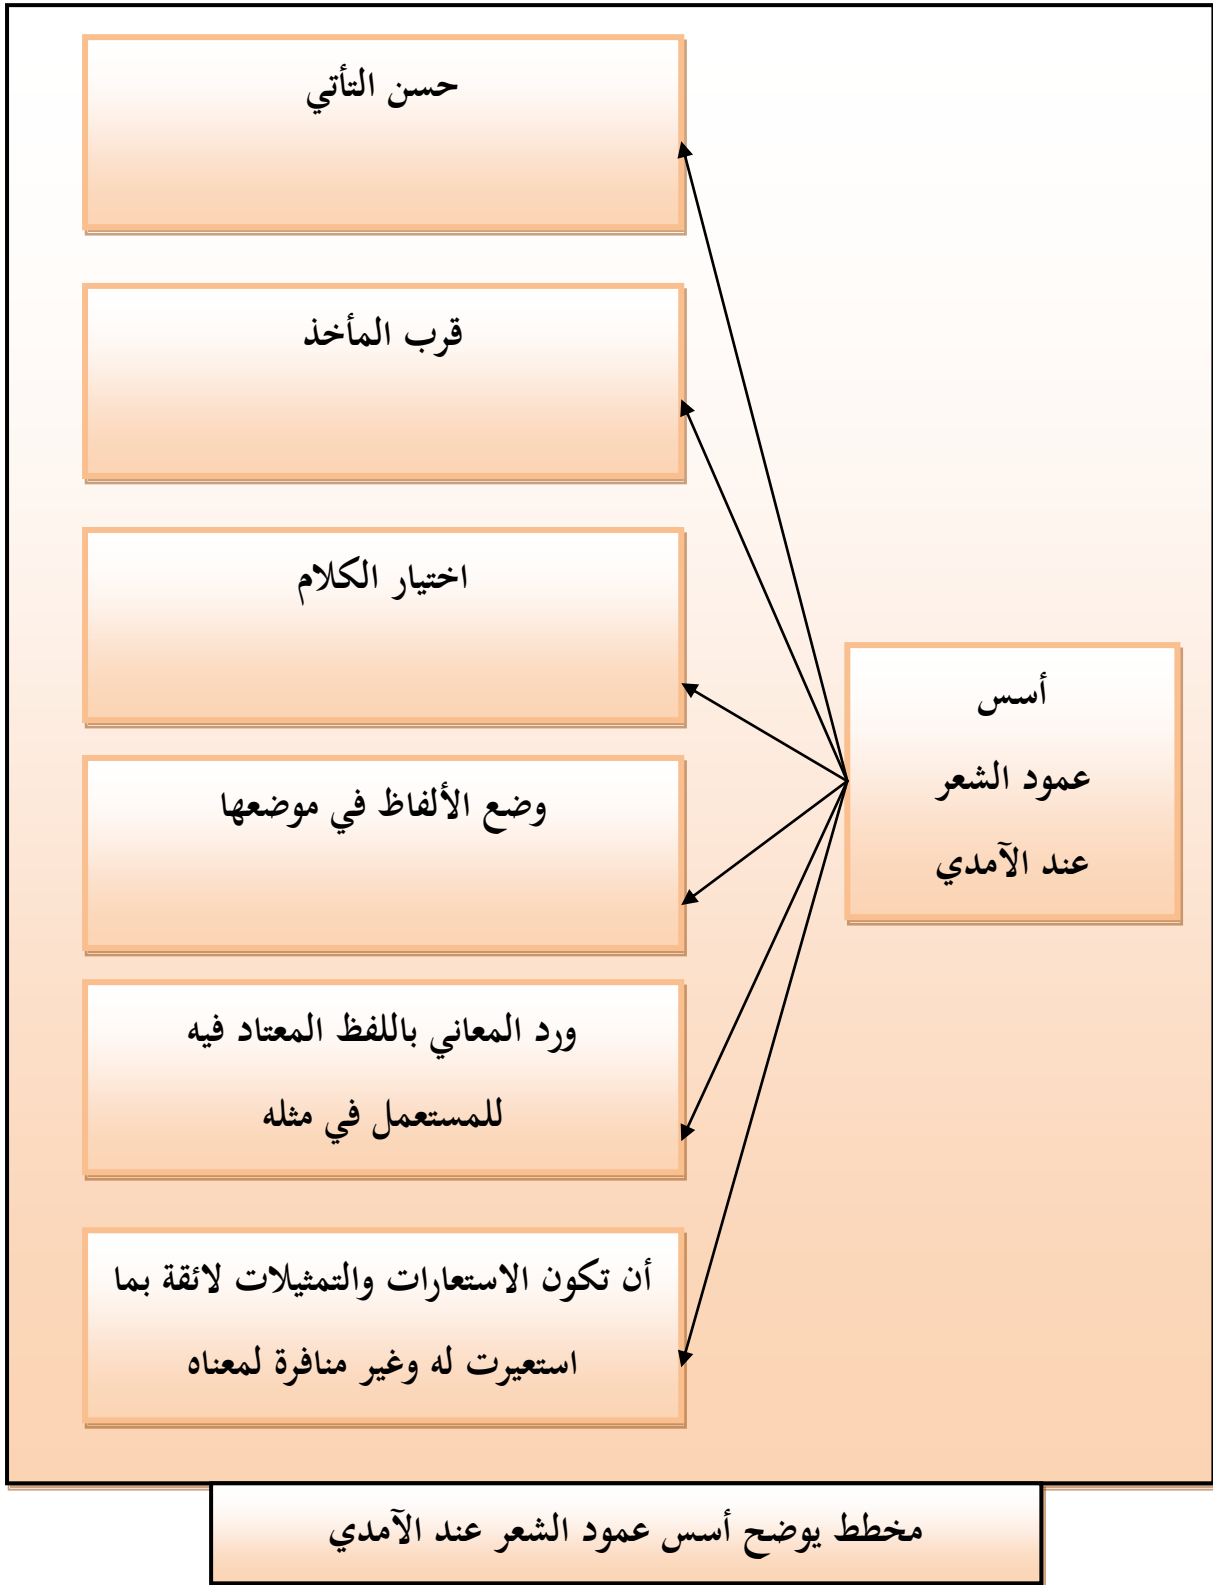 أسس
عمود الشعر
عند الآمدي
حسن التأتي
قرب المأخذ
اختيار الكلام
وضع الألفاظ في موضعها
ورد المعاني باللفظ المعتاد فيه
للمستعمل في مثله
أن تكون الاستعارات والتمثيلات لائقة بما
استعيرت له وغير منافرة لمعناه
مخطط يوضح أسس عمود الشعر عند الآمدي